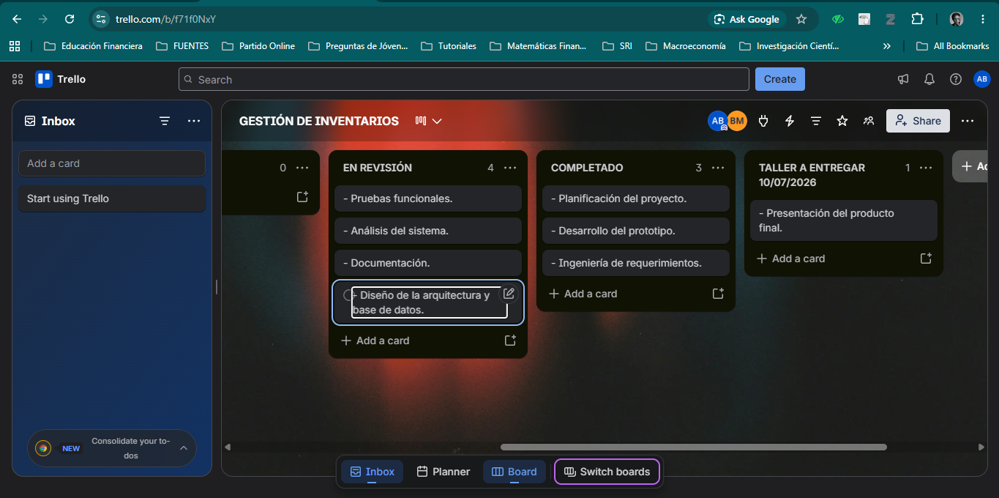 trello.com/b/f71f0NxY
Ask Google
Educación Financiera
FUENTES
Partido Online
Preguntas de Jóven...
Tutoriales
Matemáticas Finan...
SRI
Macroeconomía
Investigación Cientí...
»
All Bookmarks
Trello
Search
Create
AB
Inbox
Add a card
Start using Trello
NEW
Consolidate your to-
dos
GESTIÓN DE INVENTARIOS
AB
BM
Share
0
EN REVISIÓN
4
- Pruebas funcionales.
- Análisis del sistema.
- Documentación.
- Diseño de la arquitectura y
base de datos.
+ Add a card
COMPLETADO
3
- Planificación del proyecto.
- Desarrollo del prototipo.
- Ingeniería de requerimientos.
+ Add a card
TALLER A ENTREGAR
10/07/2026
1
- Presentación del producto
final.
+ Add a card
+ Ad
Inbox
Planner
Board
Switch boards